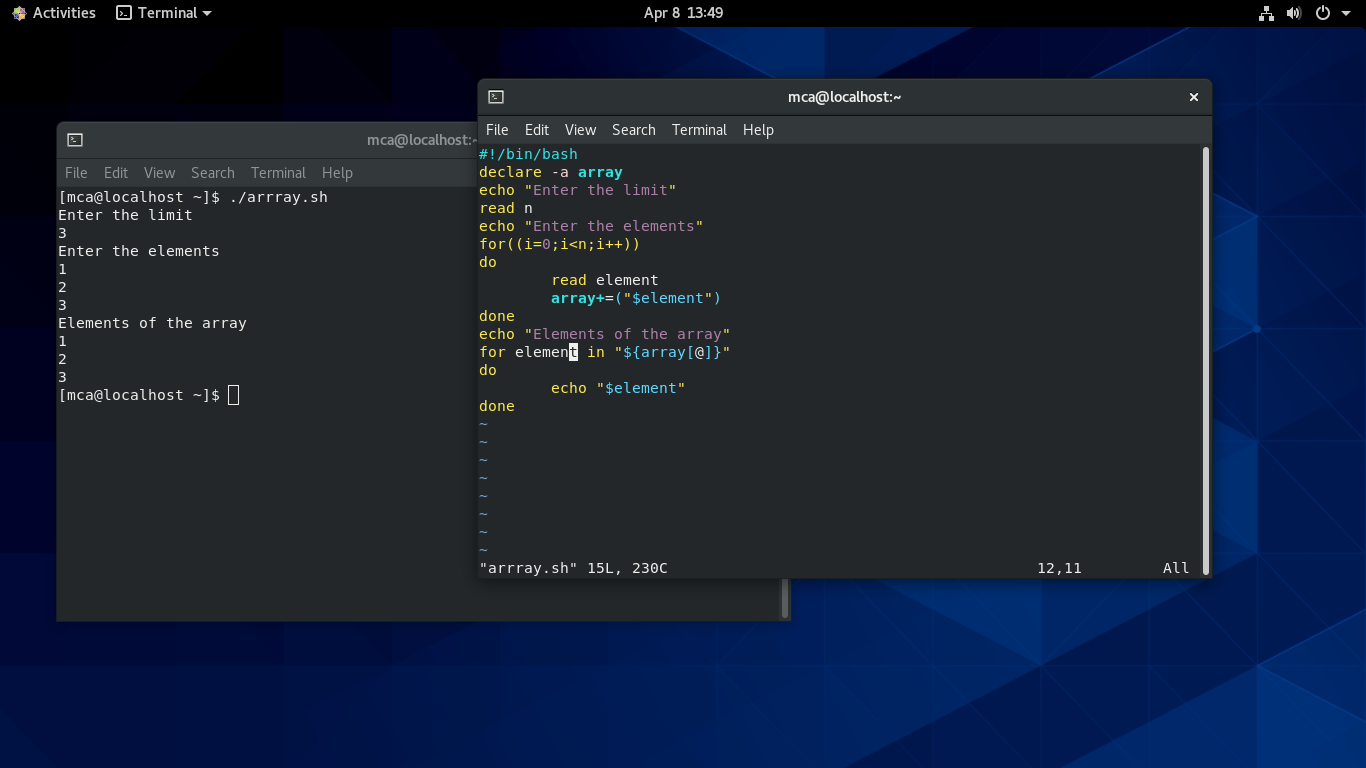 Activities Terminal Apr 8 13:49
mca@localhost:~
File Edit View Search Terminal Help
[mca@localhost ~]$ ./arrray.sh
Enter the limit
3
Enter the elements
1
2
3
Elements of the array
1
2
3
[mca@localhost ~]$
mca@localhost:~
File Edit View Search Terminal Help
#!/bin/bash
declare -a array
echo "Enter the limit"
read n
echo "Enter the elements"
for((i=0;i<n;i++))
do
        read element
        array+=("$element")
done
echo "Elements of the array"
for element in "${array[@]}"
do
        echo "$element"
done
~
~
~
~
~
~
~
~
"arrray.sh" 15L, 230C 12,11 All